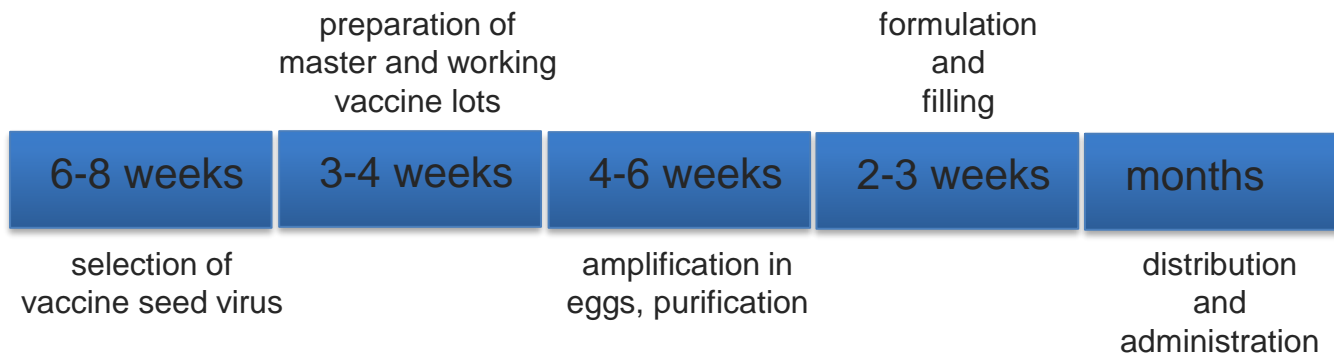 preparation of
master and working
vaccine lots
formulation
and
filling
6-8 weeks
3-4 weeks
4-6 weeks
2-3 weeks
months
selection of
vaccine seed virus
amplification in
eggs, purification
distribution
and
administration